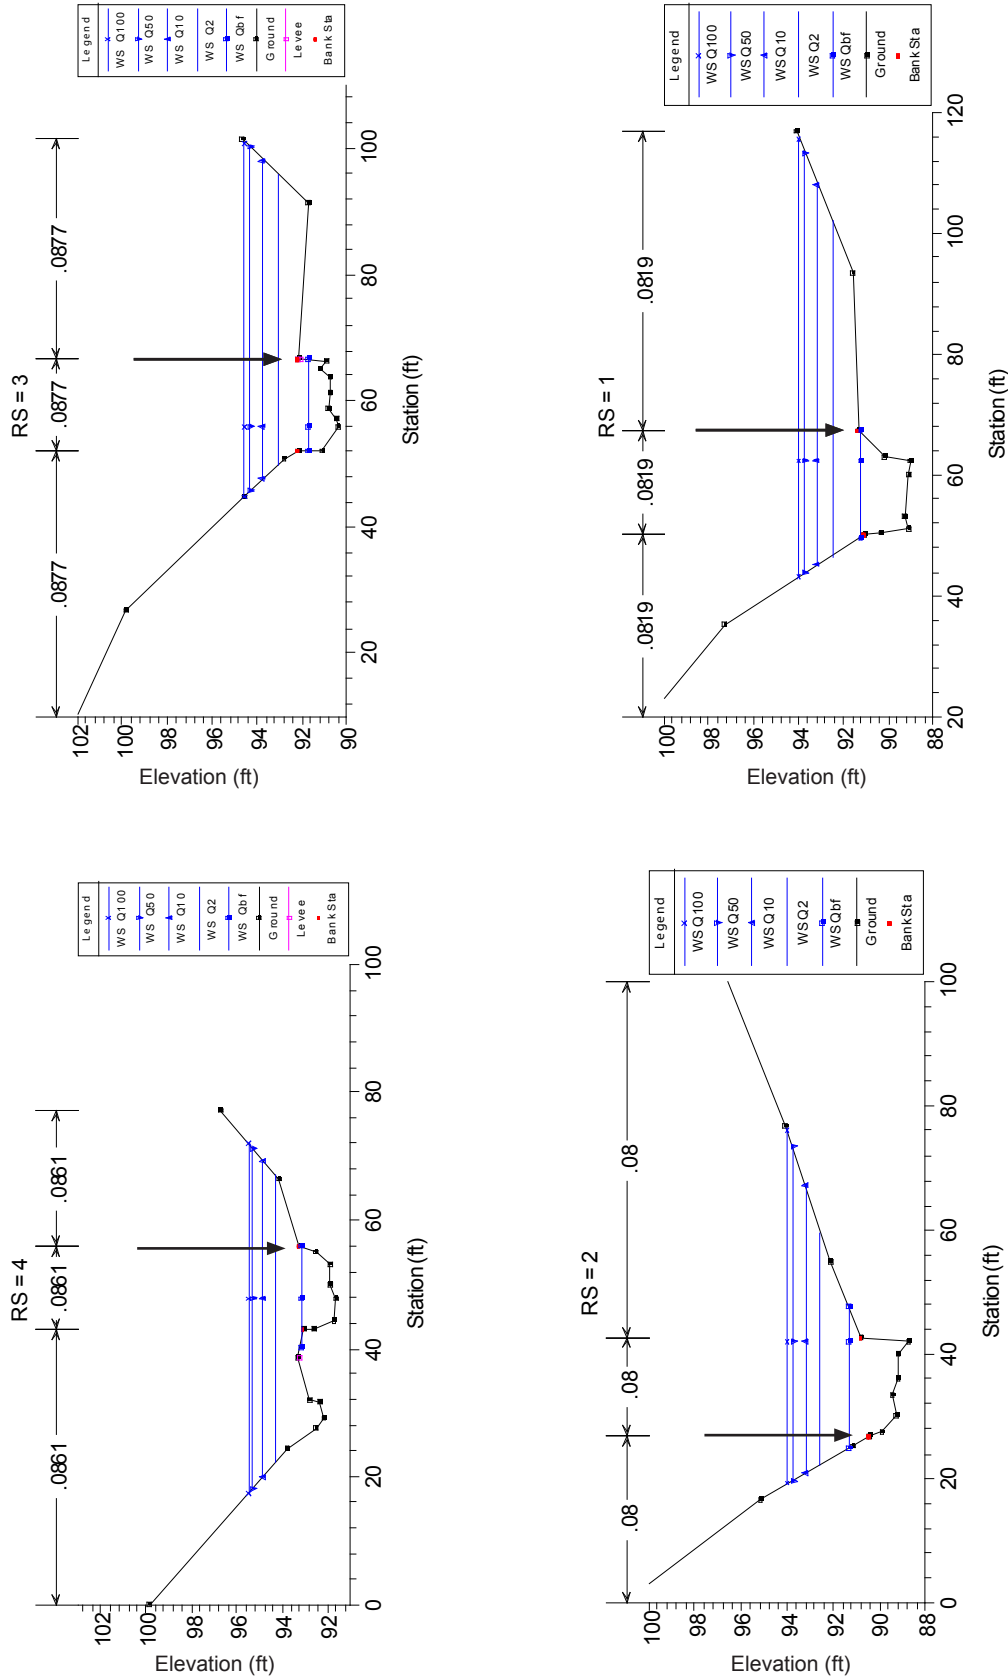 RS = 4
.0861
.0861
.0861
Legend
WS Q100
WS Q50
WS Q10
WS Q2
WS Qbf
Ground
Levee
Bank Sta
100
98
96
94
92
Elevation (ft)
0
20
40
60
80
100
Station (ft)
RS = 3
.0877
.0877
.0877
Legend
WS Q100
WS Q50
WS Q10
WS Q2
WS Qbf
Ground
Levee
Bank Sta
102
100
98
96
94
92
90
Elevation (ft)
20
40
60
80
100
Station (ft)
RS = 2
.08
.08
.08
Legend
WS Q100
WS Q50
WS Q10
WS Q2
WS Qbf
Ground
Bank Sta
100
98
96
94
92
90
88
Elevation (ft)
0
20
40
60
80
100
Station (ft)
RS = 1
.0819
.0819
.0819
Legend
WS Q100
WS Q50
WS Q10
WS Q2
WS Qbf
Ground
Bank Sta
100
98
96
94
92
90
88
Elevation (ft)
20
40
60
80
100
120
Station (ft)